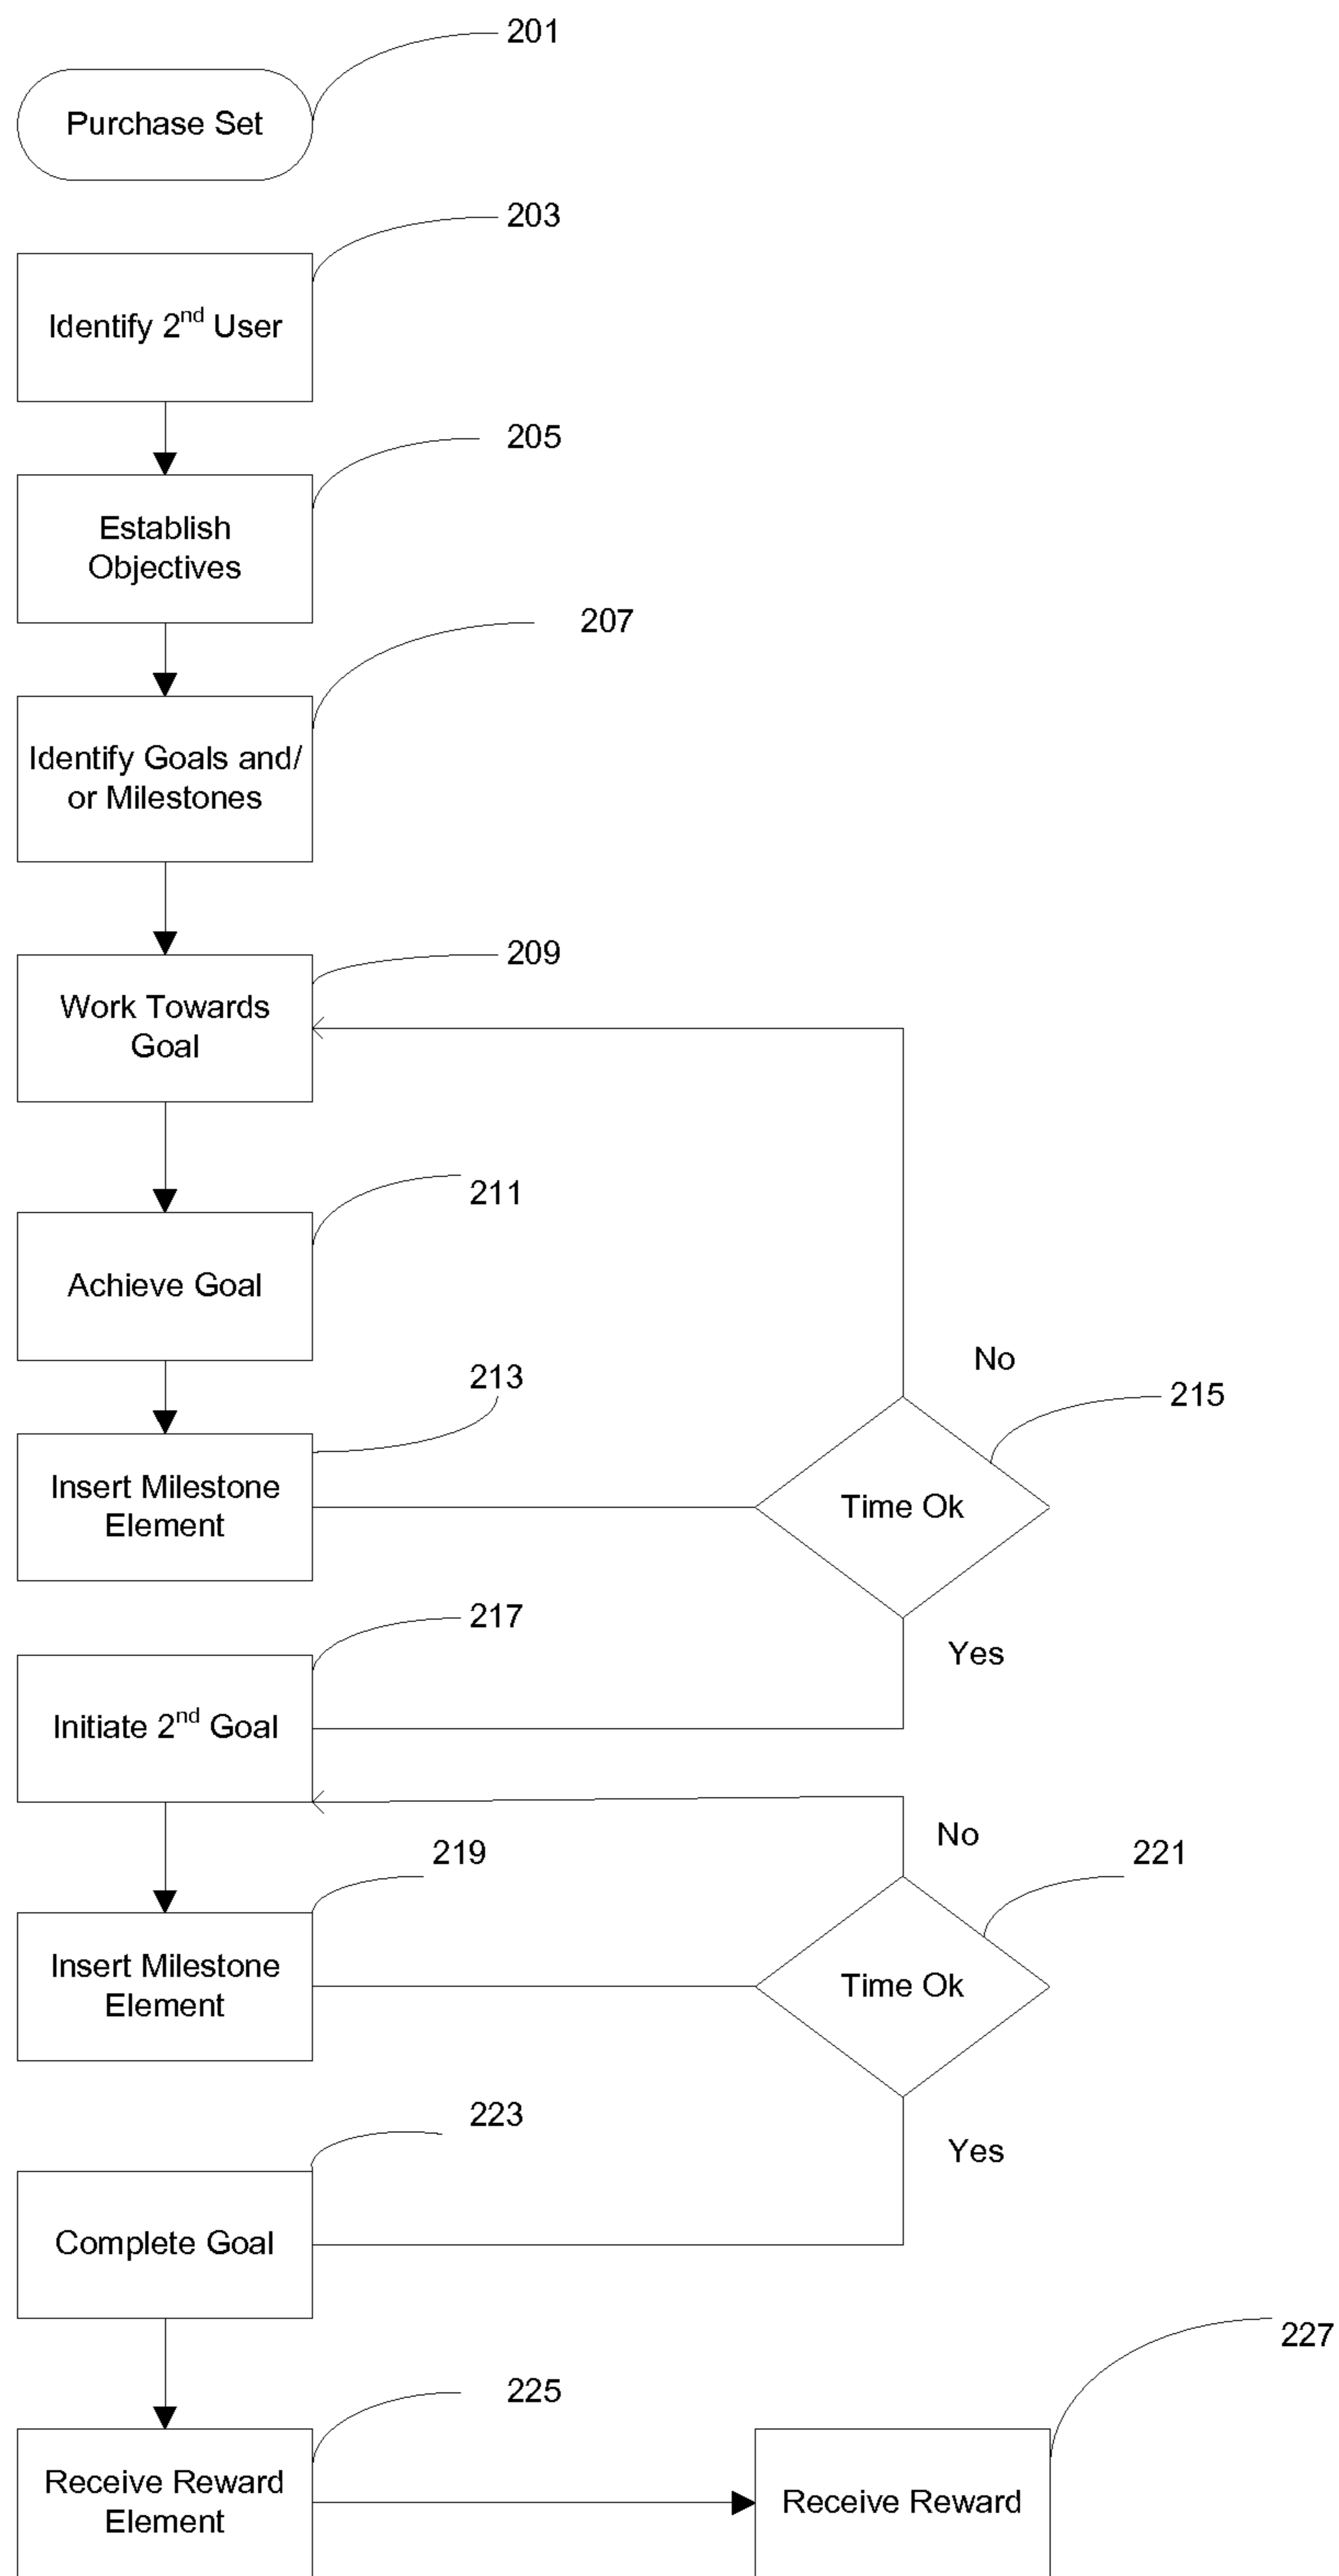 201
Purchase Set
203
Identify 2nd User
205
Establish
Objectives
207
Identify Goals and/
or Milestones
209
Work Towards
Goal
211
Achieve Goal
No
213
215
Insert Milestone
Element
Time Ok
217
Yes
Initiate 2nd Goal
No
219
221
Insert Milestone
Element
Time Ok
223
Yes
Complete Goal
227
225
Receive Reward
Element
Receive Reward